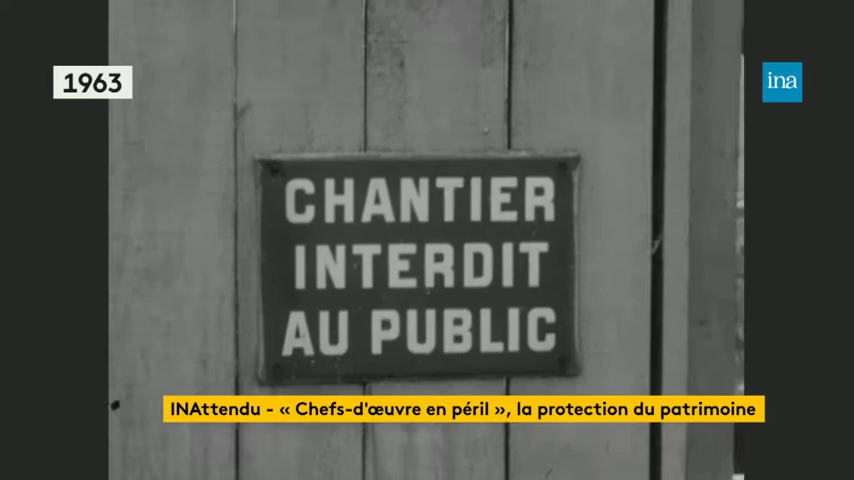 1963
ina
CHANTIER
INTERDIT
AU PUBLIC
INAttendu - « Chefs-d'œuvre en péril », la protection du patrimoine